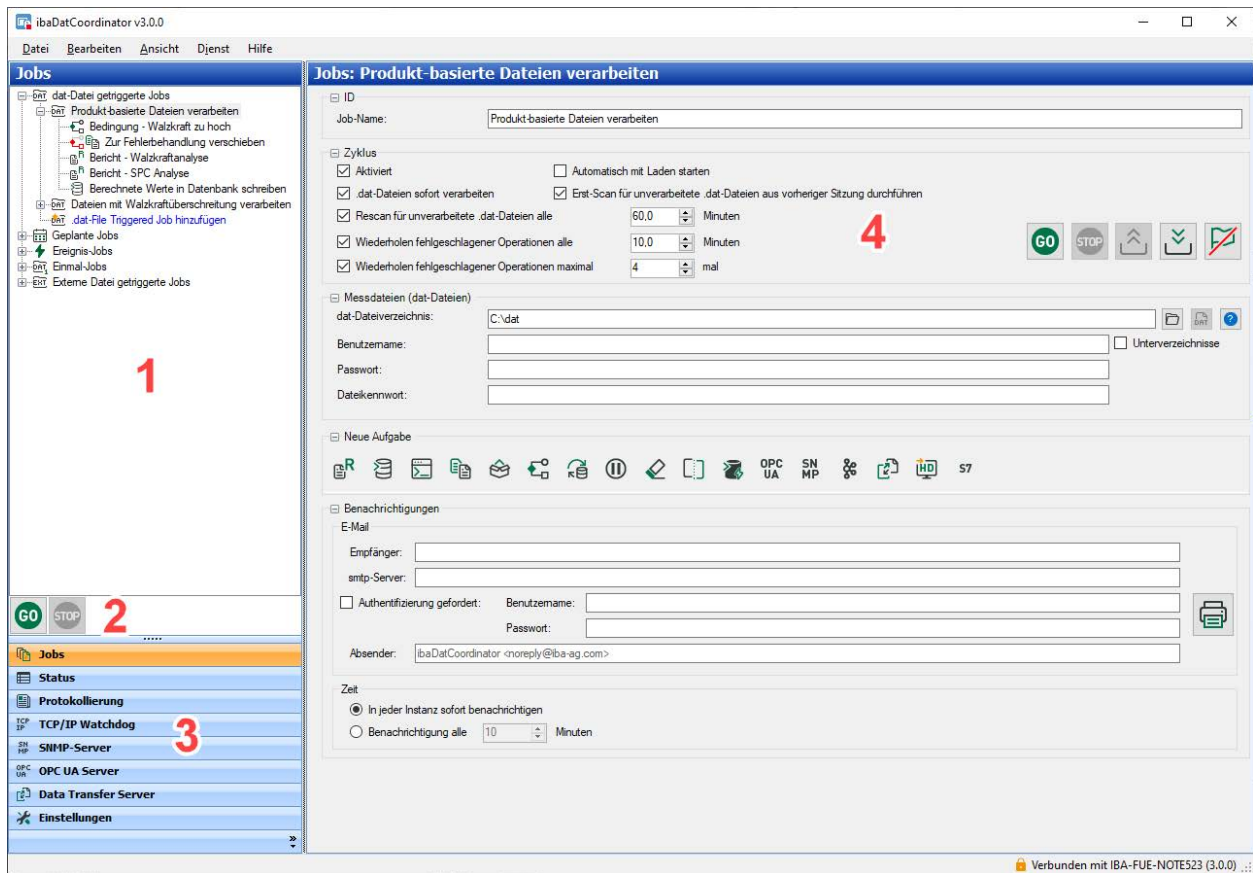 ibaDatCoordinator v3.0.0
Datei Bearbeiten Ansicht Dienst Hilfe
Jobs
dat-Datei getriggerte Jobs
Produkt-basierte Dateien verarbeiten
Bedingung - Walzkraft zu hoch
Zur Fehlerbehandlung verschieben
Bericht - Walzkraftanalyse
Bericht - SPC Analyse
Berechnete Werte in Datenbank schreiben
Dateien mit Walzkraftüberschreitung verarbeiten
.dat-File Triggered Job hinzufügen
Geplante Jobs
Ereignis-Jobs
Einmal-Jobs
Externe Datei getriggerte Jobs
1
GO STOP 2
Jobs
Status
Protokollierung
TCP/IP Watchdog
3
SNMP-Server
OPC UA Server
Data Transfer Server
Einstellungen
Jobs: Produkt-basierte Dateien verarbeiten
ID
Job-Name: Produkt-basierte Dateien verarbeiten
Zyklus
Aktiviert Automatisch mit Laden starten
.dat-Dateien sofort verarbeiten Erst-Scan für unverarbeitete .dat-Dateien aus vorheriger Sitzung durchführen
Rescan für unverarbeitete .dat-Dateien alle 60,0 Minuten
Wiederholen fehlgeschlagener Operationen alle 10,0 Minuten
4
GO STOP
Wiederholen fehlgeschlagener Operationen maximal 4 mal
Messdateien (dat-Dateien)
dat-Dateiverzeichnis: C:\dat
Benutzername: Unterverzeichnisse
Passwort:
Dateikennwort:
Neue Aufgabe
R OPC UA SN MP HD S7
Benachrichtigungen
E-Mail
Empfänger:
smtp-Server:
Authentifizierung gefordert: Benutzername:
Passwort:
Absender: ibaDatCoordinator <noreply@iba-ag.com>
Zeit
In jeder Instanz sofort benachrichtigen
Benachrichtigung alle 10 Minuten
Verbunden mit IBA-FUE-NOTE523 (3.0.0)